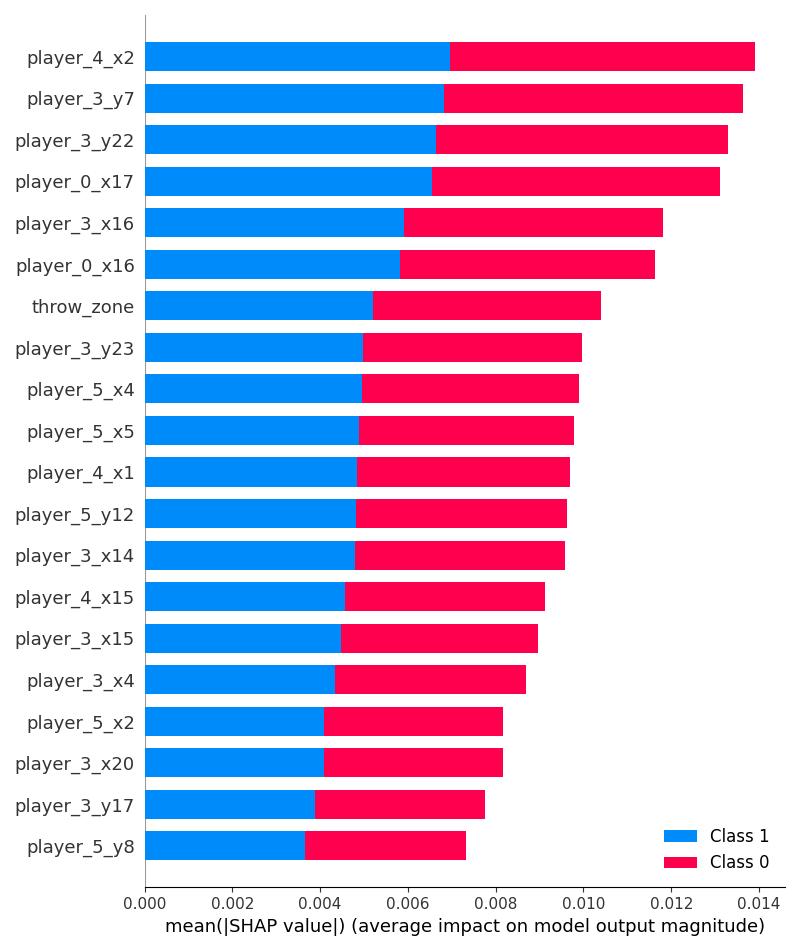 player_4_x2
player_3_y7
player_3_y22
player_0_x17
player_3_x16
player_0_x16
throw_zone
player_3_y23
player_5_x4
player_5_x5
player_4_x1
player_5_y12
player_3_x14
player_4_x15
player_3_x15
player_3_x4
player_5_x2
player_3_x20
player_3_y17
player_5_y8
Class 1
Class 0
0.000 0.002 0.004 0.006 0.008 0.010 0.012 0.014
mean(|SHAP value|) (average impact on model output magnitude)